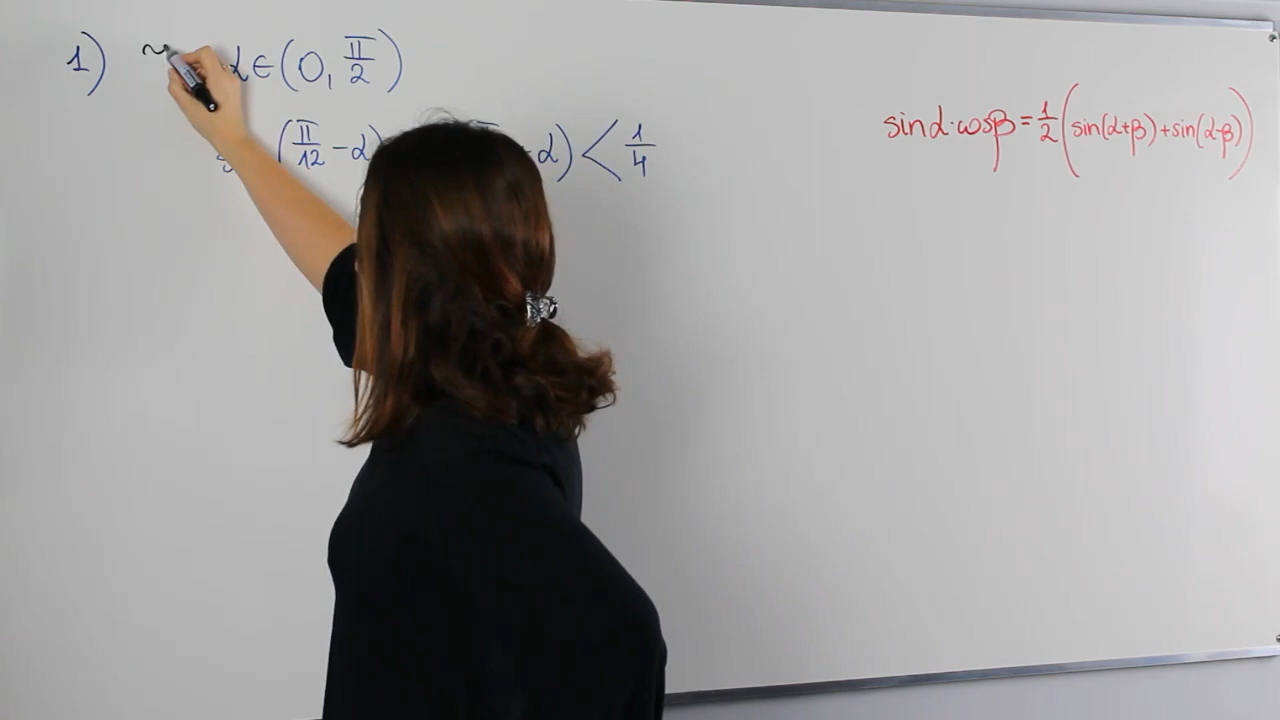 1) ~ α ∈ (0, π/2)
(π/12 - α) α) < 1/4
sinα·cosβ = 1/2 (sin(α+β)+sin(α-β))